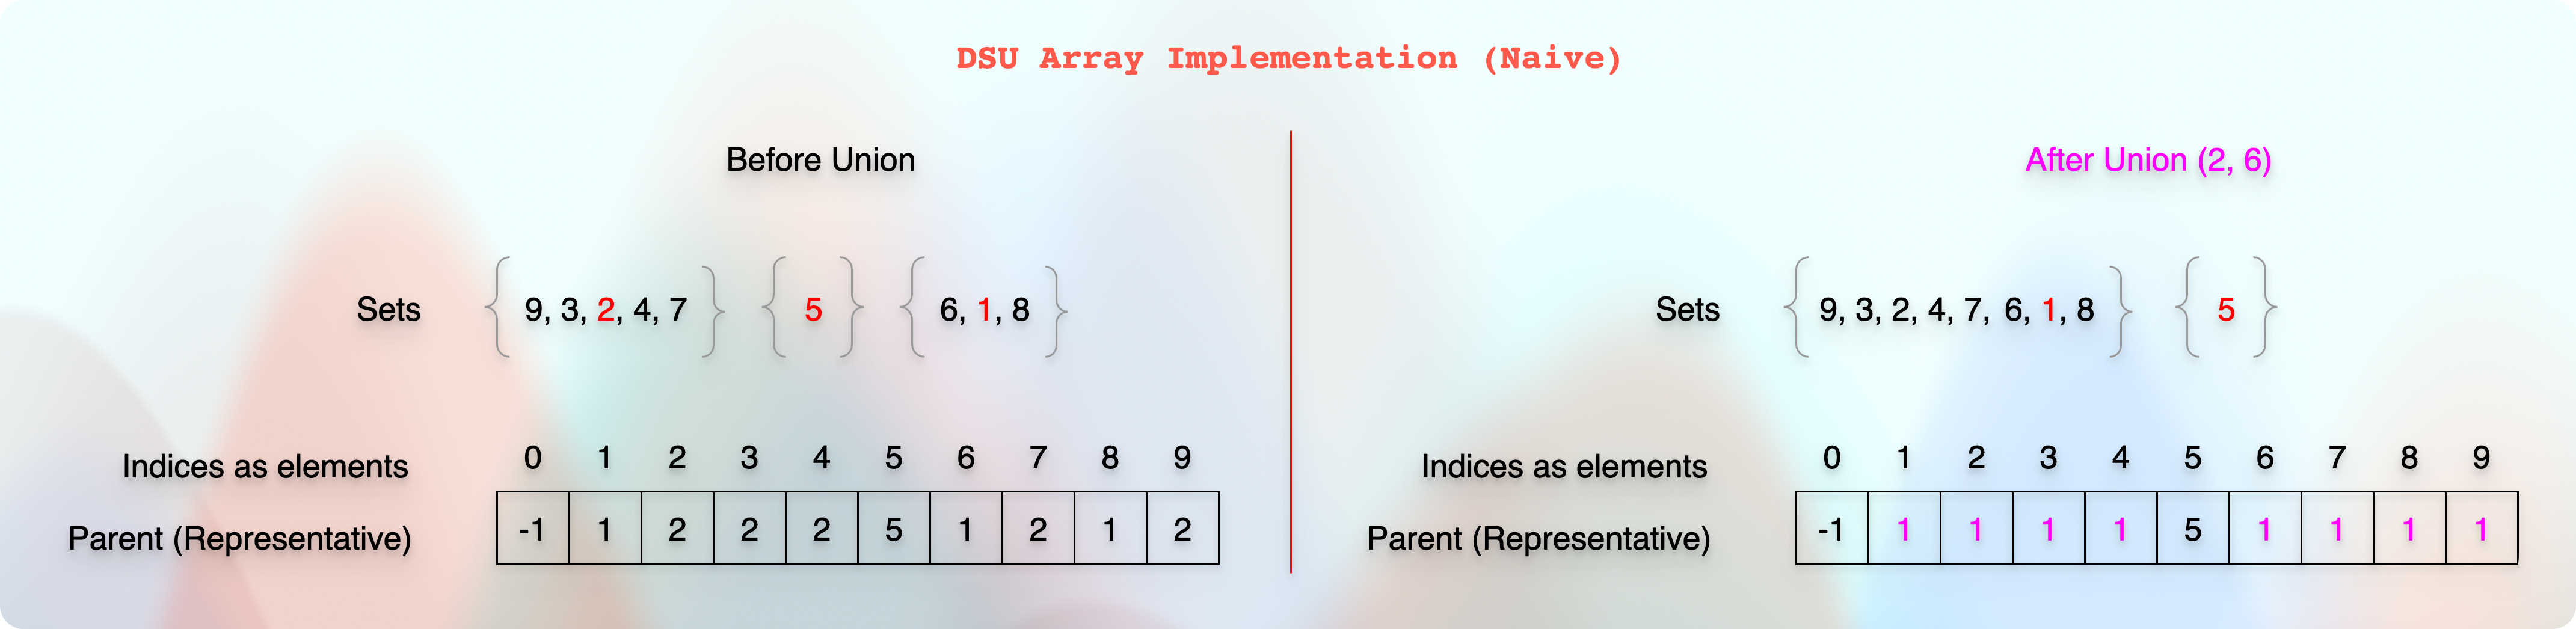 DSU Array Implementation (Naive)
Before Union
Sets { 9, 3, 2, 4, 7 } { 5 } { 6, 1, 8 }
Indices as elements 0 1 2 3 4 5 6 7 8 9
Parent (Representative) -1 1 2 2 2 5 1 2 1 2
After Union (2, 6)
Sets { 9, 3, 2, 4, 7, 6, 1, 8 } { 5 }
Indices as elements 0 1 2 3 4 5 6 7 8 9
Parent (Representative) -1 1 1 1 1 5 1 1 1 1